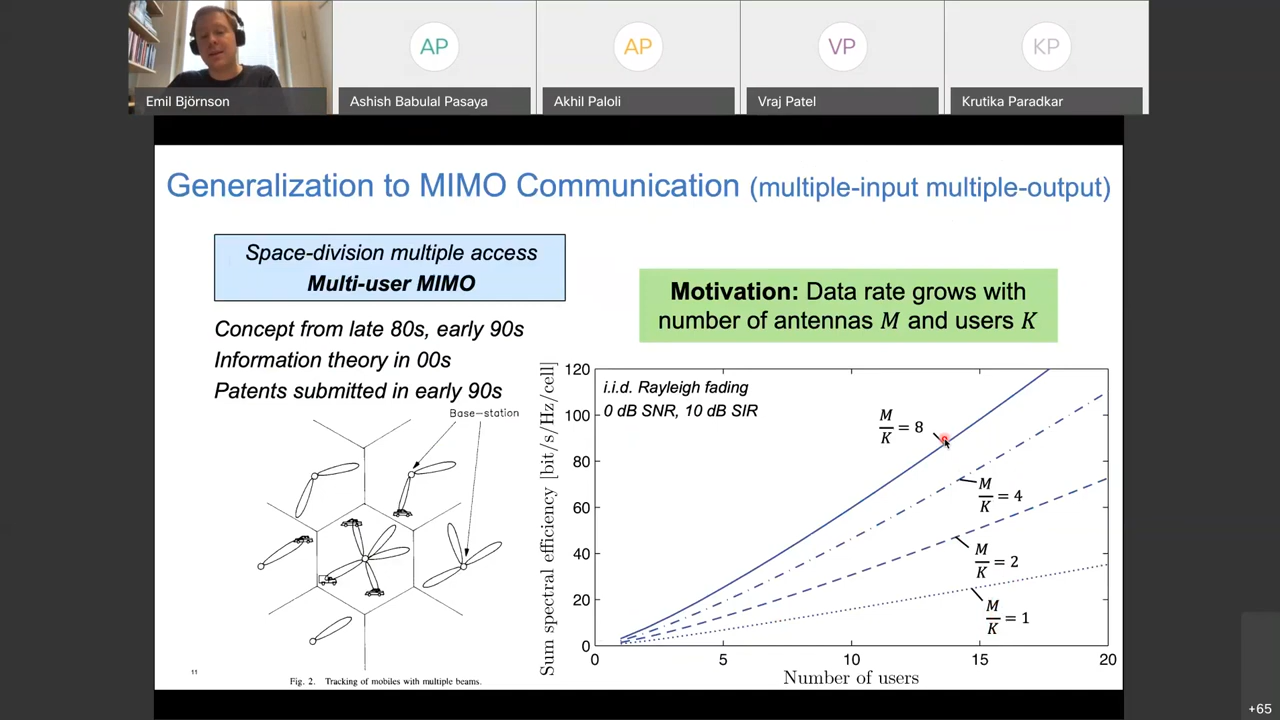 AP
AP
VP
KP
Emil Björnson
Ashish Babulal Pasaya
Akhil Paloli
Vraj Patel
Krutika Paradkar
Generalization to MIMO Communication (multiple-input multiple-output)
Space-division multiple access
Multi-user MIMO
Concept from late 80s, early 90s
Information theory in 00s
Patents submitted in early 90s
Base-station
Fig. 2. Tracking of mobiles with multiple beams.
11
Motivation: Data rate grows with
number of antennas M and users K
i.i.d. Rayleigh fading
0 dB SNR, 10 dB SIR
M/K = 8
M/K = 4
M/K = 2
M/K = 1
Sum spectral efficiency [bit/s/Hz/cell]
120
100
80
60
40
20
0
0 5 10 15 20
Number of users
+65